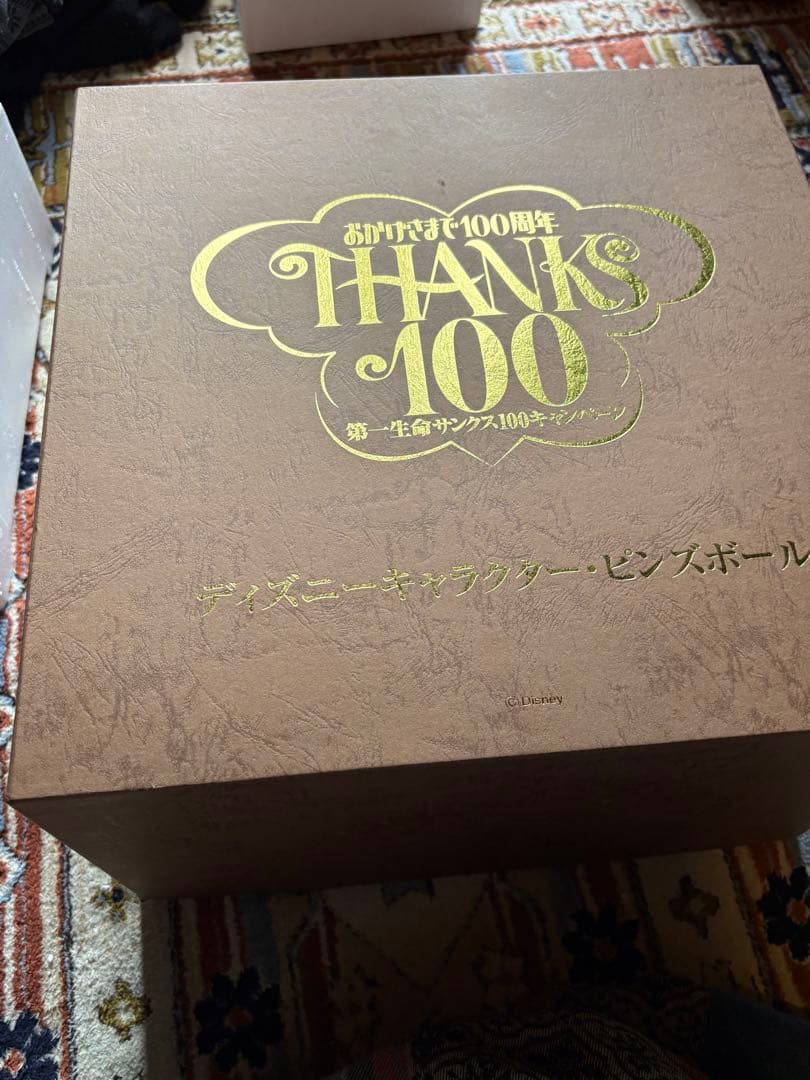 おかげさまで100周年
THANKS
100
第一生命サンクス100キャンペーン
ディズニーキャラクター・ピンズボール
(C)Disney